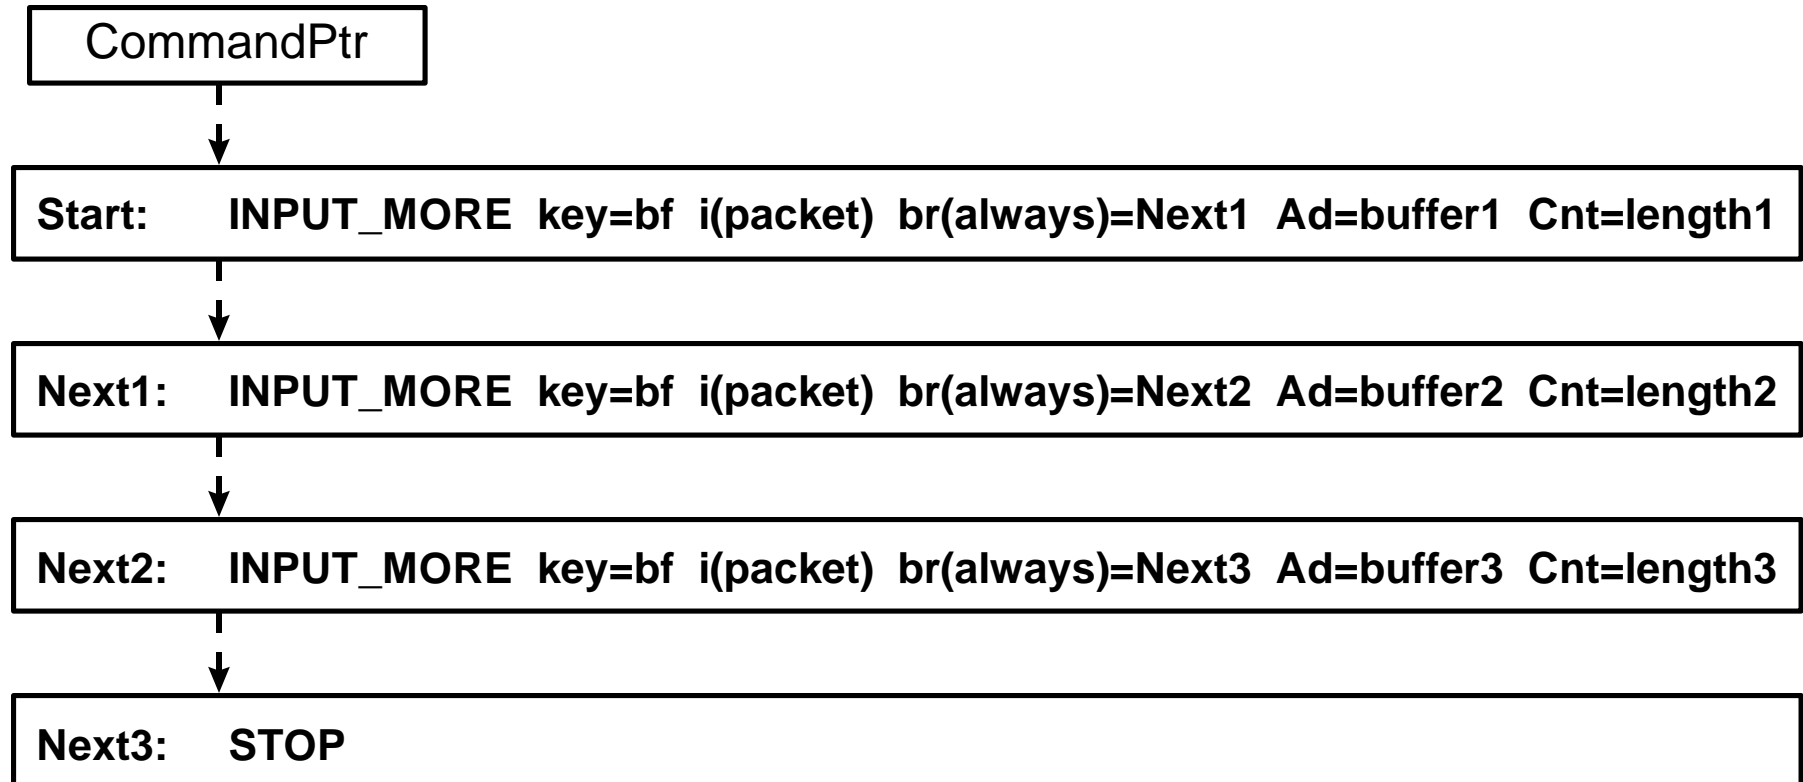 CommandPtr
Start: INPUT_MORE key=bf i(packet) br(always)=Next1 Ad=buffer1 Cnt=length1
Next1: INPUT_MORE key=bf i(packet) br(always)=Next2 Ad=buffer2 Cnt=length2
Next2: INPUT_MORE key=bf i(packet) br(always)=Next3 Ad=buffer3 Cnt=length3
Next3: STOP